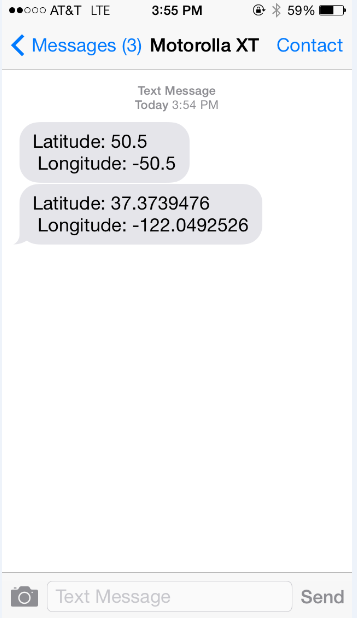 AT&T LTE 3:55 PM 59%
Messages (3) Motorolla XT Contact
Text Message
Today 3:54 PM
Latitude: 50.5
Longitude: -50.5
Latitude: 37.3739476
Longitude: -122.0492526
Text Message Send